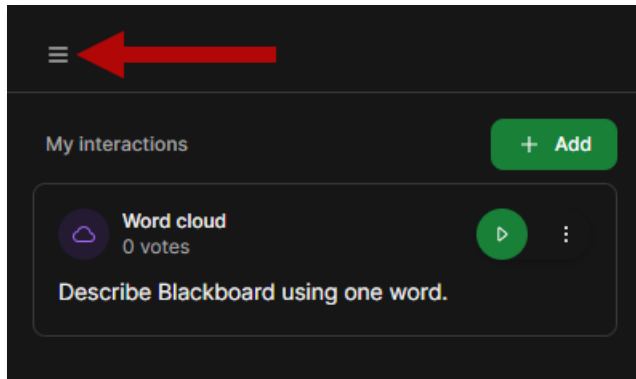 My interactions
+ Add
Word cloud
0 votes
Describe Blackboard using one word.